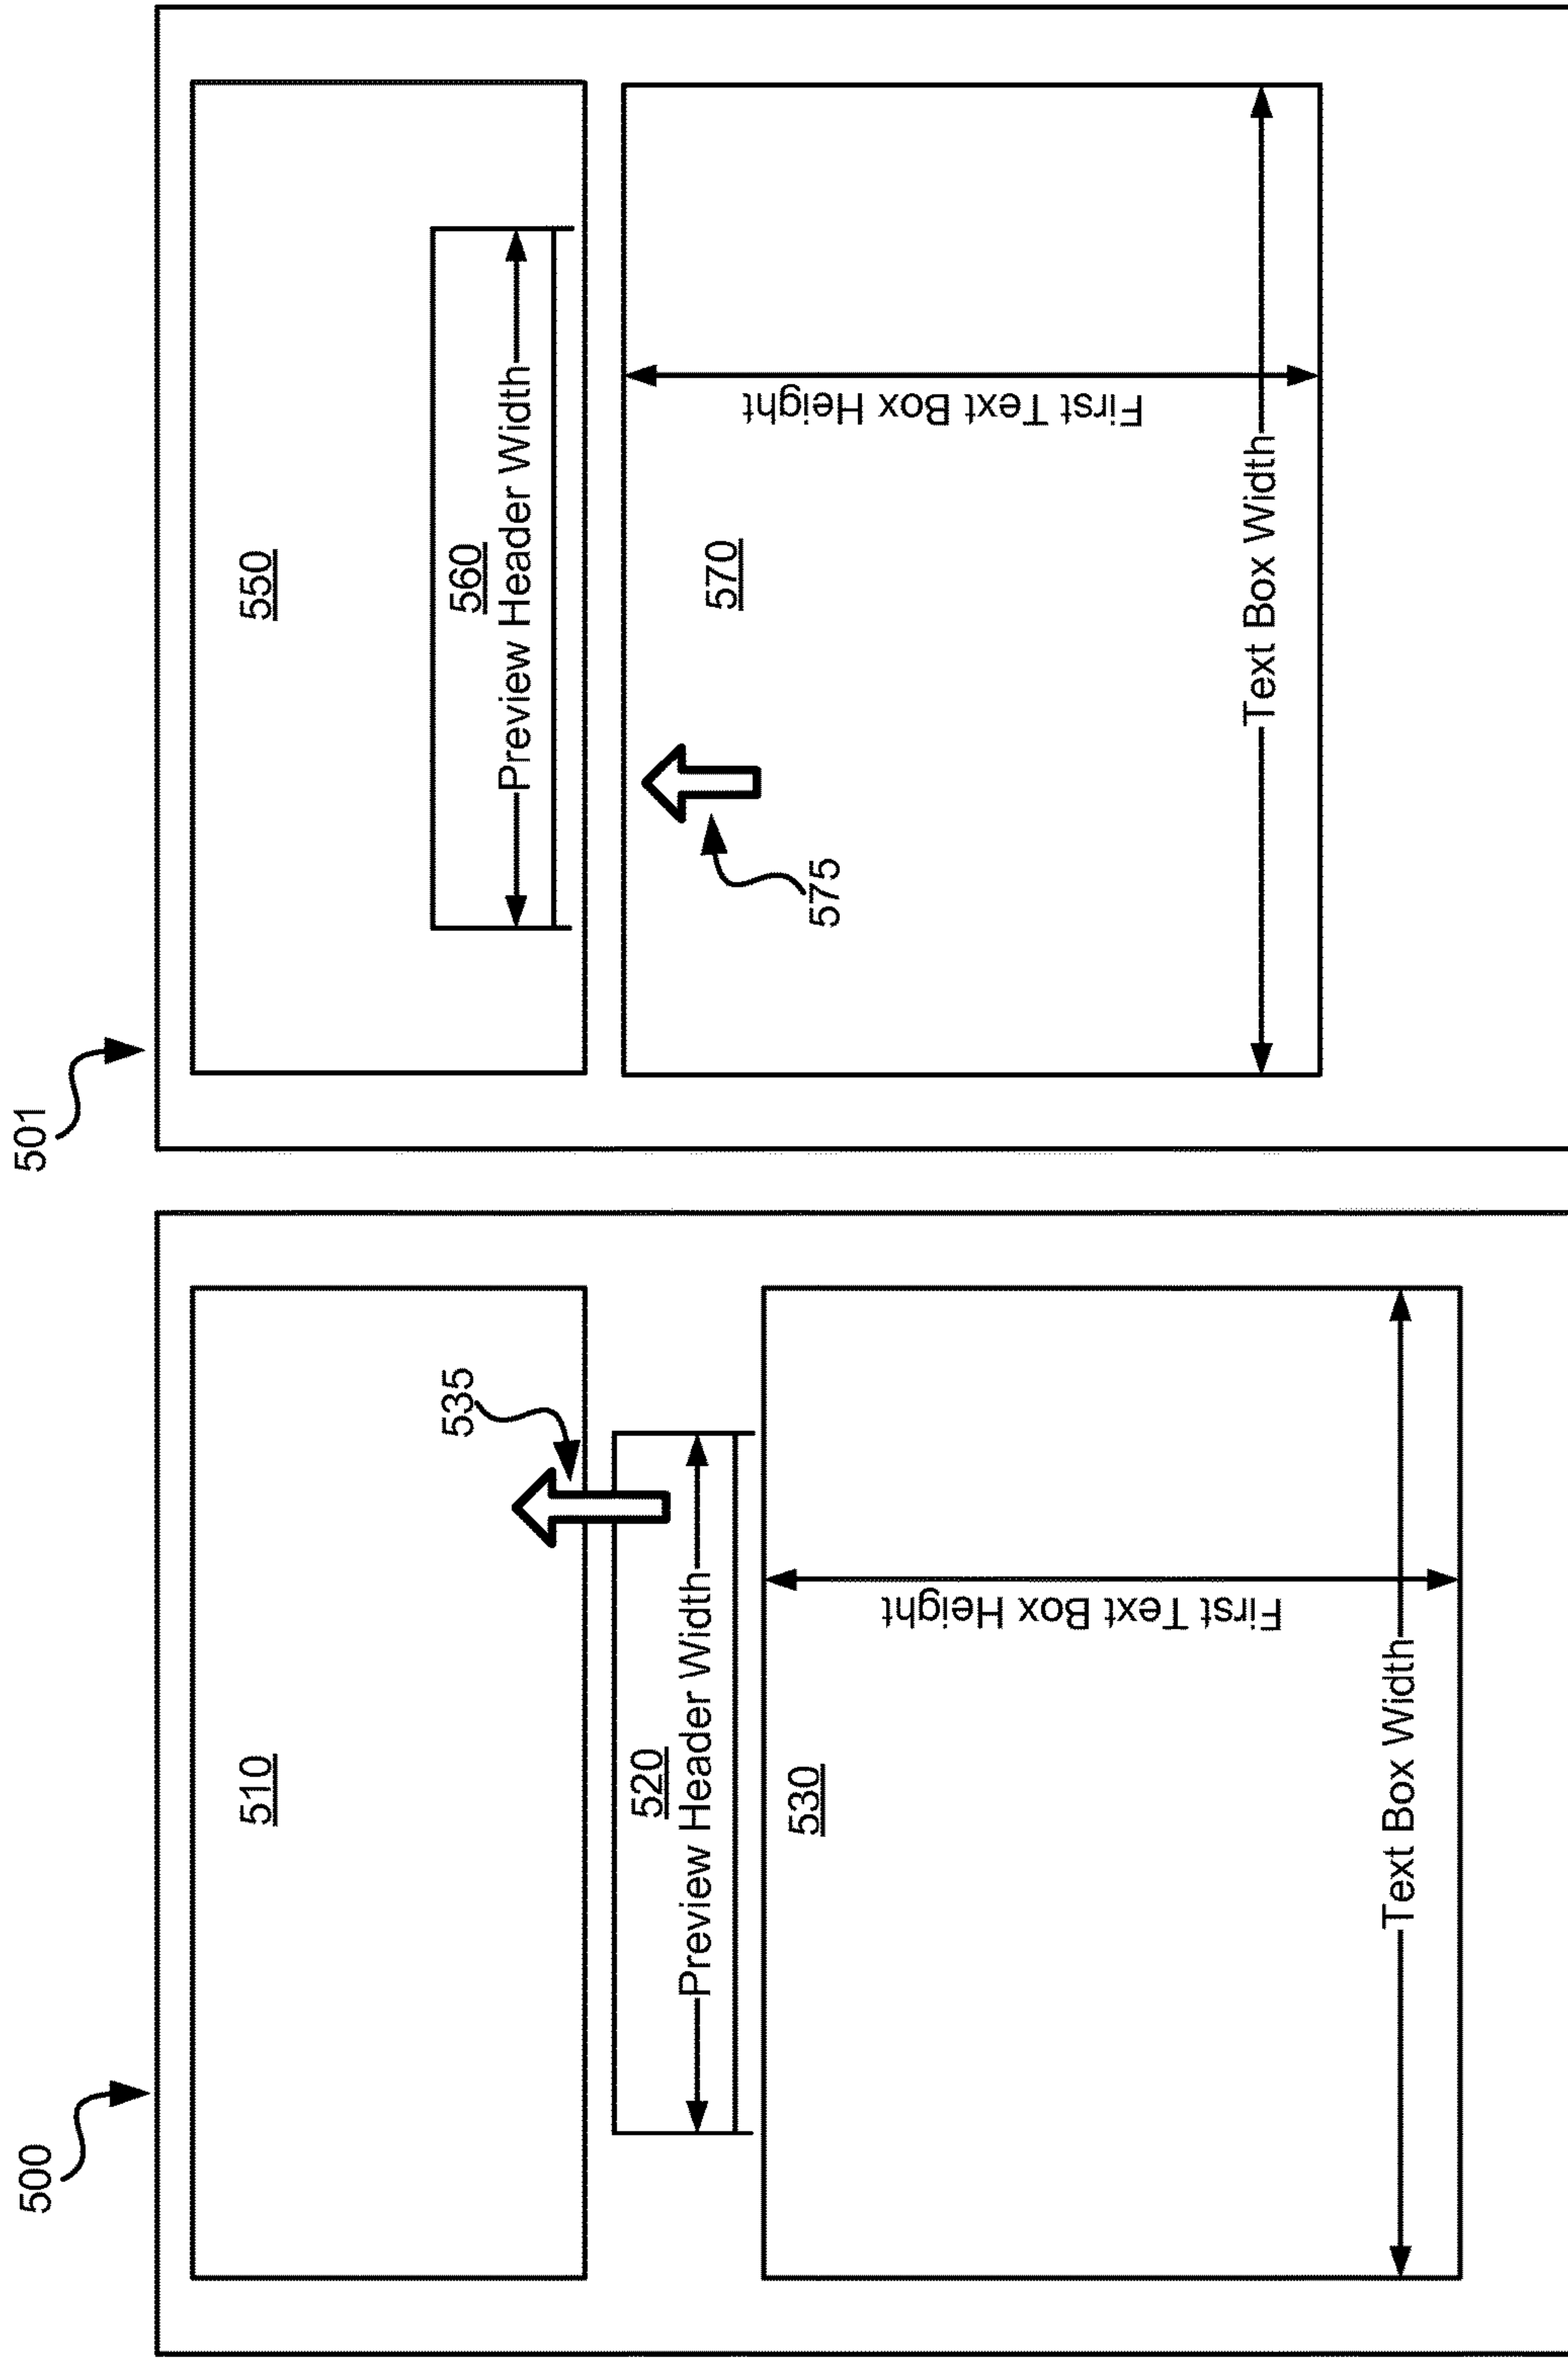 500
510
535
520
Preview Header Width
530
First Text Box Height
Text Box Width
501
550
560
Preview Header Width
570
575
First Text Box Height
Text Box Width